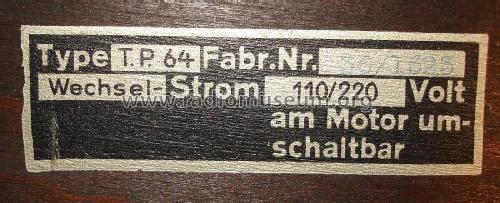 Type T.P. 64 Fabr.Nr.
Wechsel-Strom 110/220 Volt
www.radiomuseum.org
am Motor um-
schaltbar